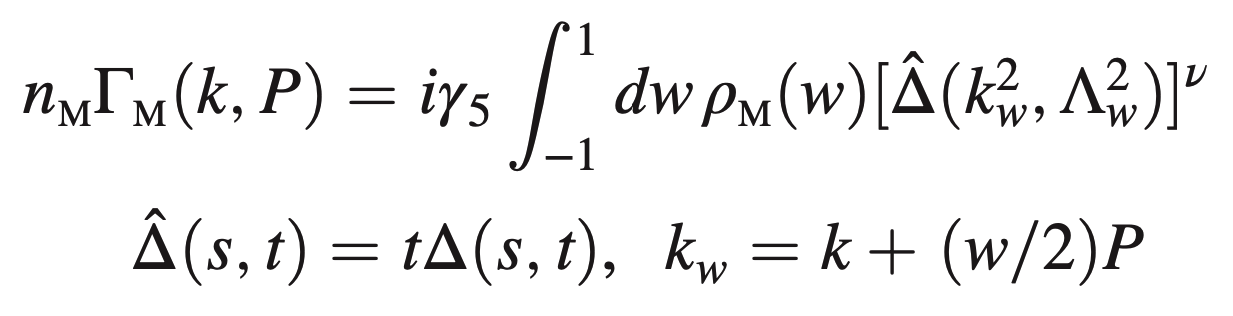 n_M Γ_M(k, P) = iγ_5 ∫_{−1}^{1} dw ρ_M(w)[Δ̂(k_w^2, Λ_w^2)]^ν
Δ̂(s, t) = tΔ(s, t), k_w = k + (w/2)P